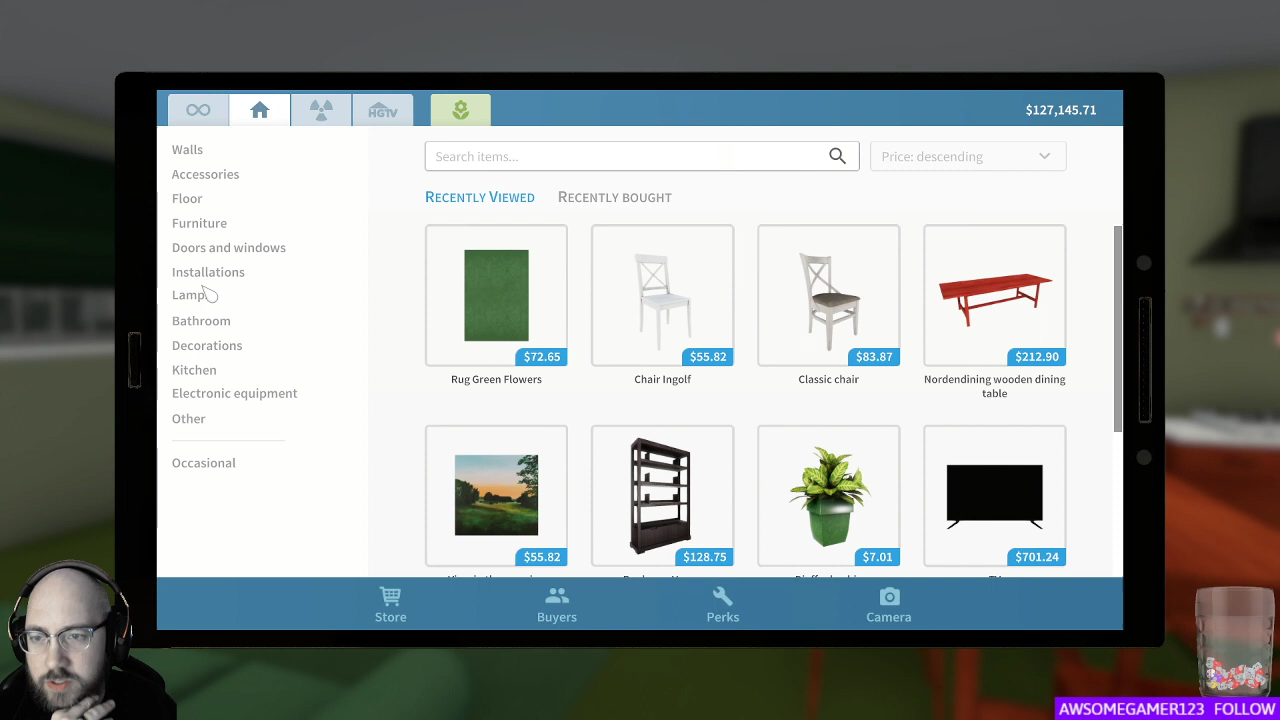 HGTV
$127,145.71
Walls
Accessories
Floor
Furniture
Doors and windows
Installations
Lamp
Bathroom
Decorations
Kitchen
Electronic equipment
Other
Occasional
Search items...
Price: descending
Recently Viewed
Recently bought
$72.65
$55.82
$83.87
$212.90
Rug Green Flowers
Chair Ingolf
Classic chair
Nordendining wooden dining
table
$55.82
$128.75
$7.01
$701.24
Store
Buyers
Perks
Camera
AWSOMEGAMER123 FOLLOW